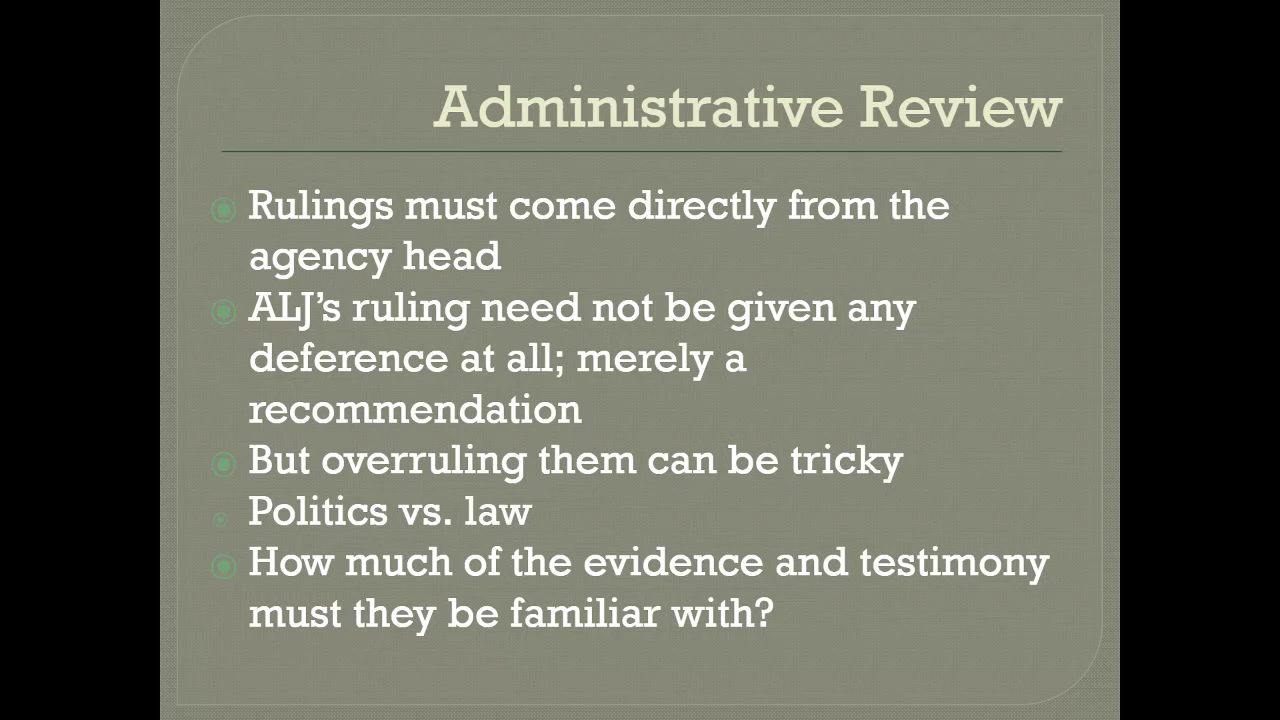 Administrative Review
Rulings must come directly from the
agency head
ALJ’s ruling need not be given any
deference at all; merely a
recommendation
But overruling them can be tricky
Politics vs. law
How much of the evidence and testimony
must they be familiar with?